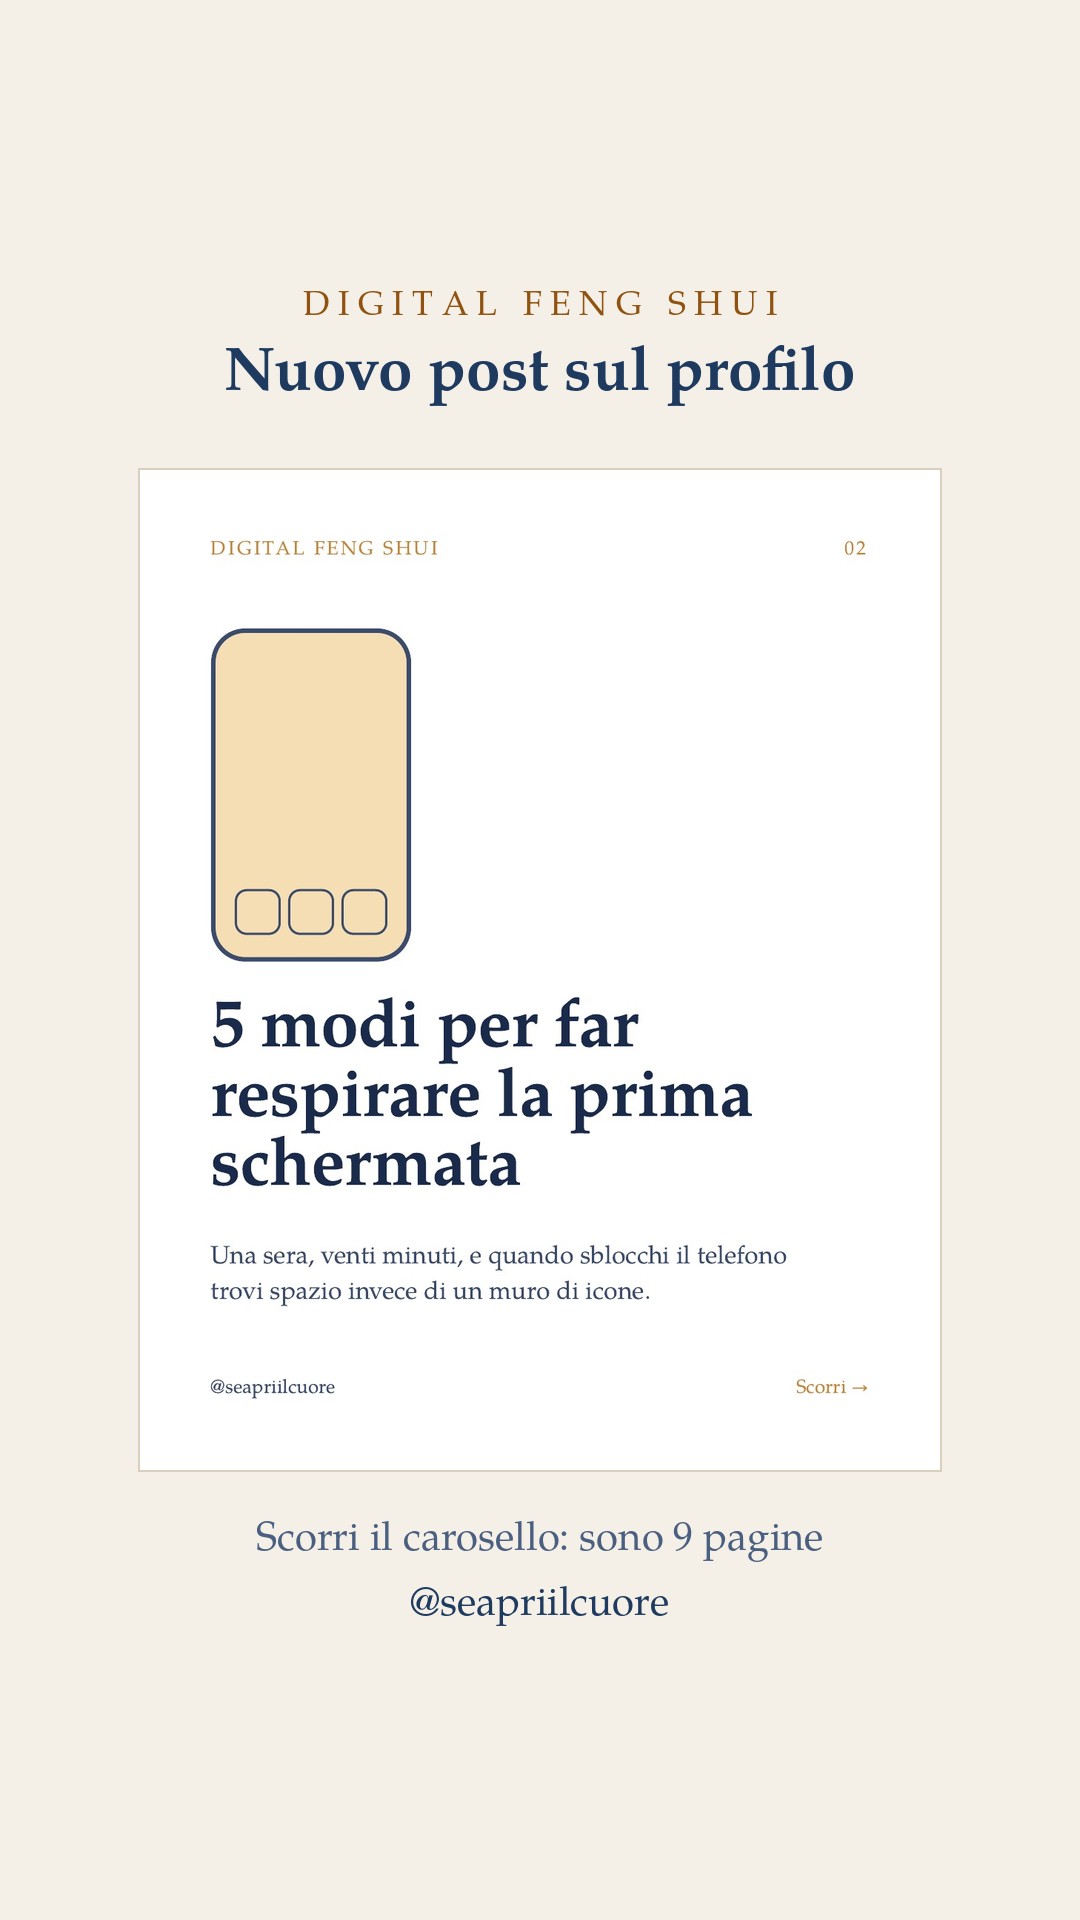 DIGITAL FENG SHUI
Nuovo post sul profilo
DIGITAL FENG SHUI 02
5 modi per far
respirare la prima
schermata
Una sera, venti minuti, e quando sblocchi il telefono
trovi spazio invece di un muro di icone.
@seapriilcuore Scorri →
Scorri il carosello: sono 9 pagine
@seapriilcuore